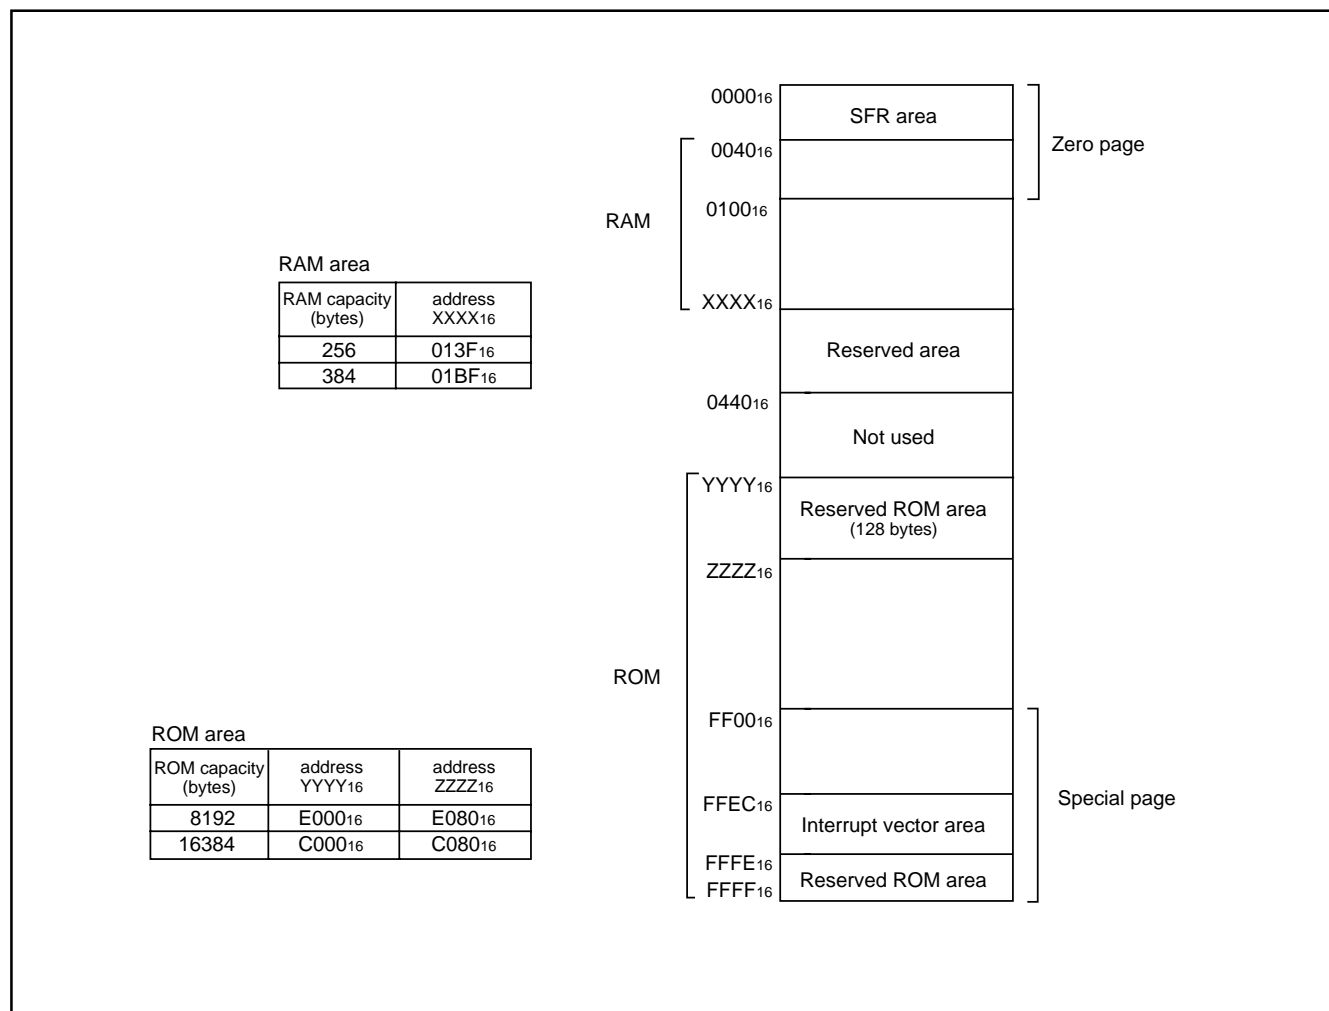 000016
SFR area
Zero page
004016
RAM
010016
XXXX16
RAM area
RAM capacity (bytes)
address XXXX16
256
013F16
384
01BF16
Reserved area
044016
Not used
YYYY16
Reserved ROM area
(128 bytes)
ZZZZ16
ROM
FF0016
ROM area
ROM capacity (bytes)
address YYYY16
address ZZZZ16
8192
E00016
E08016
16384
C00016
C08016
FFEC16
Interrupt vector area
Special page
FFFE16
FFFF16
Reserved ROM area